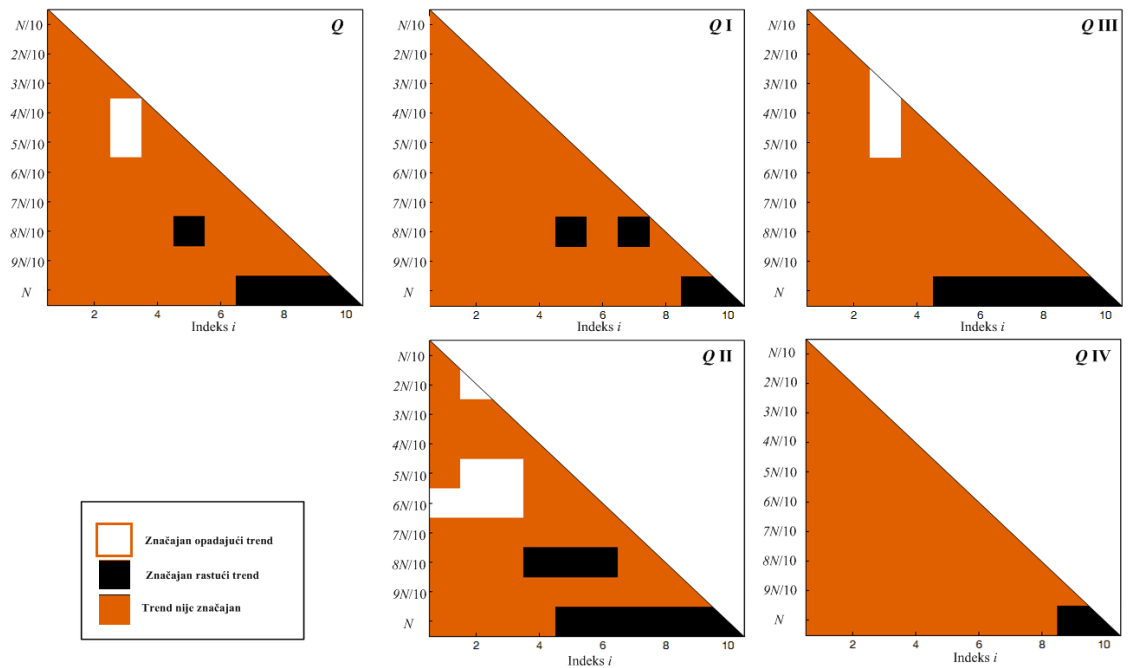 Q
N/10
2N/10
3N/10
4N/10
5N/10
6N/10
7N/10
8N/10
9N/10
N
2 4 6 8 10
Indeks i
Q I
N/10
2N/10
3N/10
4N/10
5N/10
6N/10
7N/10
8N/10
9N/10
N
2 4 6 8 10
Indeks i
Q III
N/10
2N/10
3N/10
4N/10
5N/10
6N/10
7N/10
8N/10
9N/10
N
2 4 6 8 10
Indeks i
Q II
N/10
2N/10
3N/10
4N/10
5N/10
6N/10
7N/10
8N/10
9N/10
N
2 4 6 8 10
Indeks i
Q IV
N/10
2N/10
3N/10
4N/10
5N/10
6N/10
7N/10
8N/10
9N/10
N
2 4 6 8 10
Indeks i
Značajan opadajući trend
Značajan rastući trend
Trend nije značajan